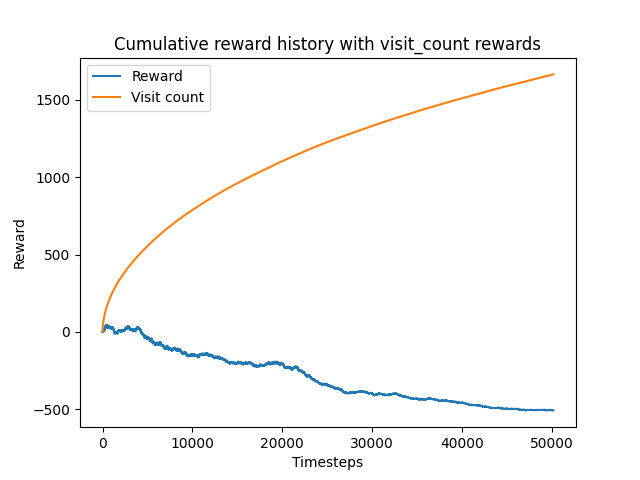 Cumulative reward history with visit_count rewards
Reward
Visit count
1500
1000
500
0
−500
Reward
0
10000
20000
30000
40000
50000
Timesteps